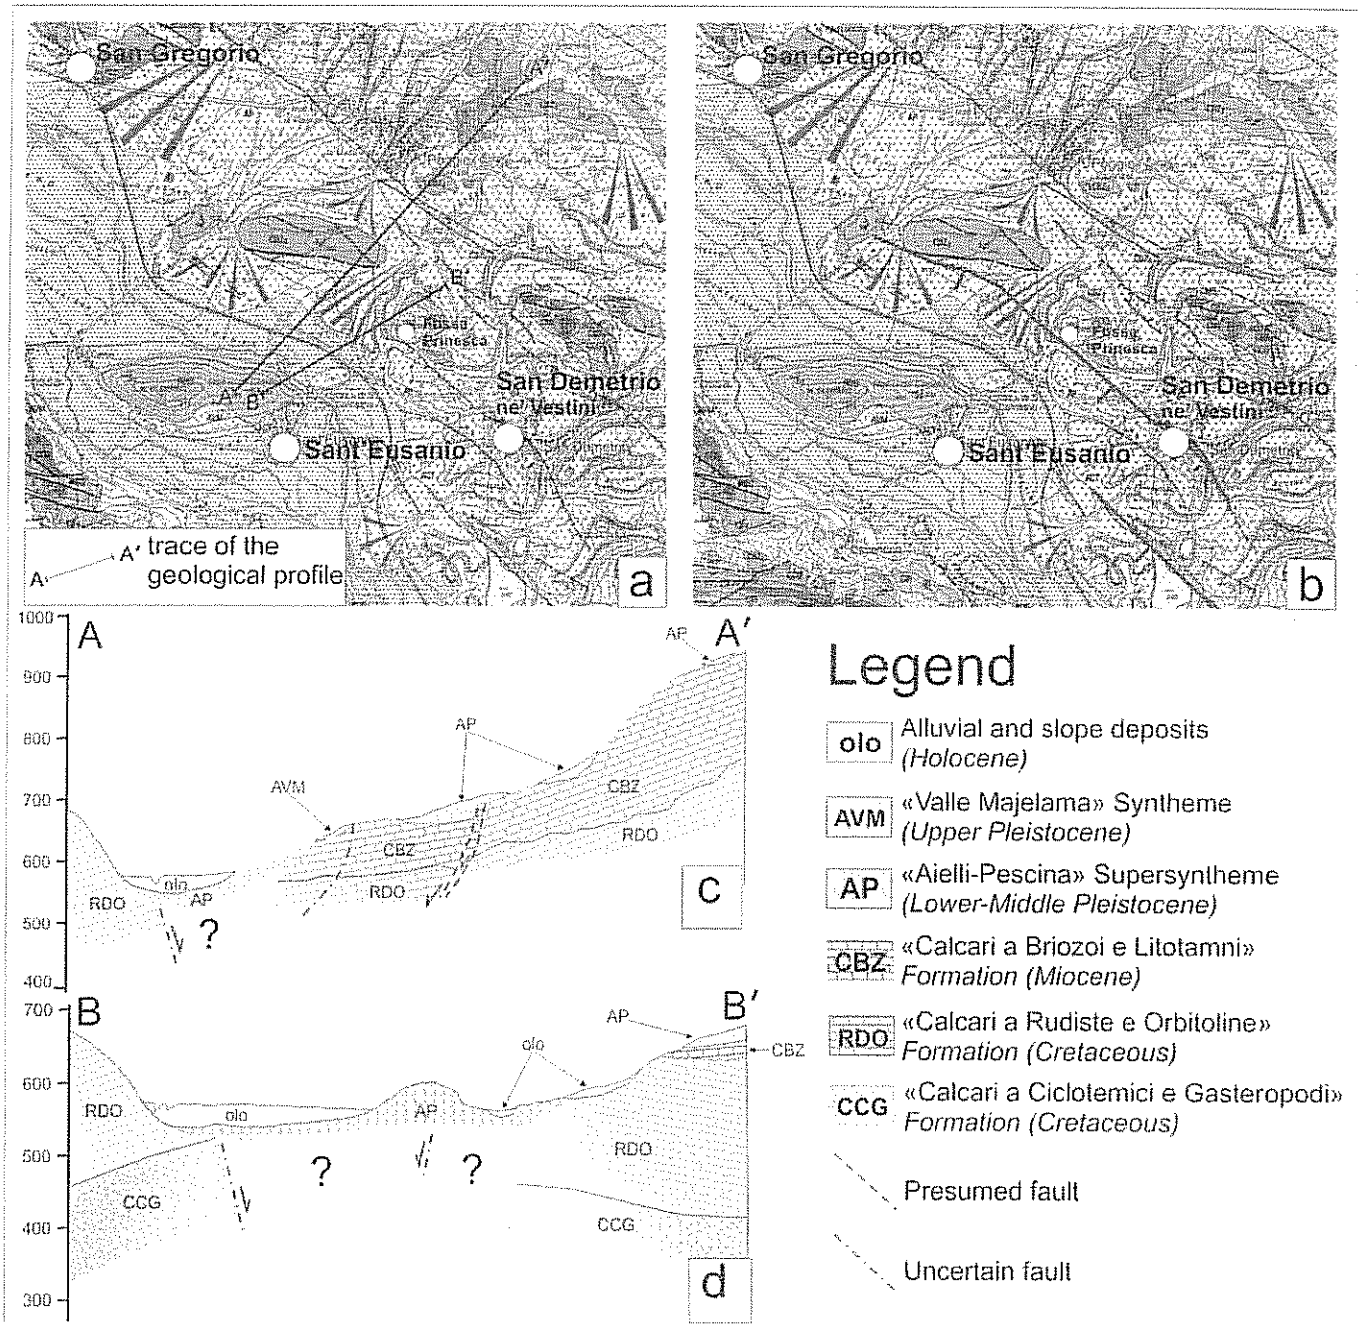 San Gregorio
A'
B'
Fossa
Prinesca
San Demetrio
ne' Vestini
A
B
Sant'Eusanio
A A' trace of the
geological profile
a
San Gregorio
Fossa
Prinesca
San Demetrio
ne' Vestini
Sant'Eusanio
b
1000
900
800
700
600
500
400
A
A'
AP
AP
AVM
CBZ
CBZ
RDO
RDO
olo
RDO
AP
?
c
700
600
500
400
300
B
B'
AP
CBZ
olo
RDO
olo
AP
RDO
?
?
CCG
CCG
d
Legend
olo Alluvial and slope deposits
(Holocene)
AVM «Valle Majelama» Syntheme
(Upper Pleistocene)
AP «Aielli-Pescina» Supersyntheme
(Lower-Middle Pleistocene)
CBZ «Calcari a Briozoi e Litotamni»
Formation (Miocene)
RDO «Calcari a Rudiste e Orbitoline»
Formation (Cretaceous)
CCG «Calcari a Ciclotemici e Gasteropodi»
Formation (Cretaceous)
Presumed fault
Uncertain fault